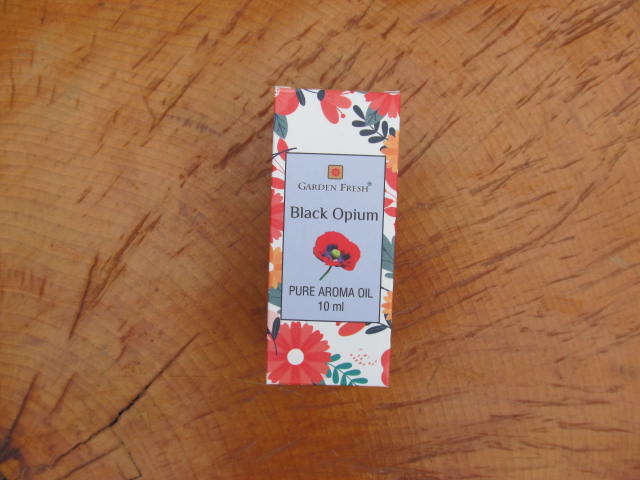 GARDEN FRESH®
Black Opium
PURE AROMA OIL
10 ml